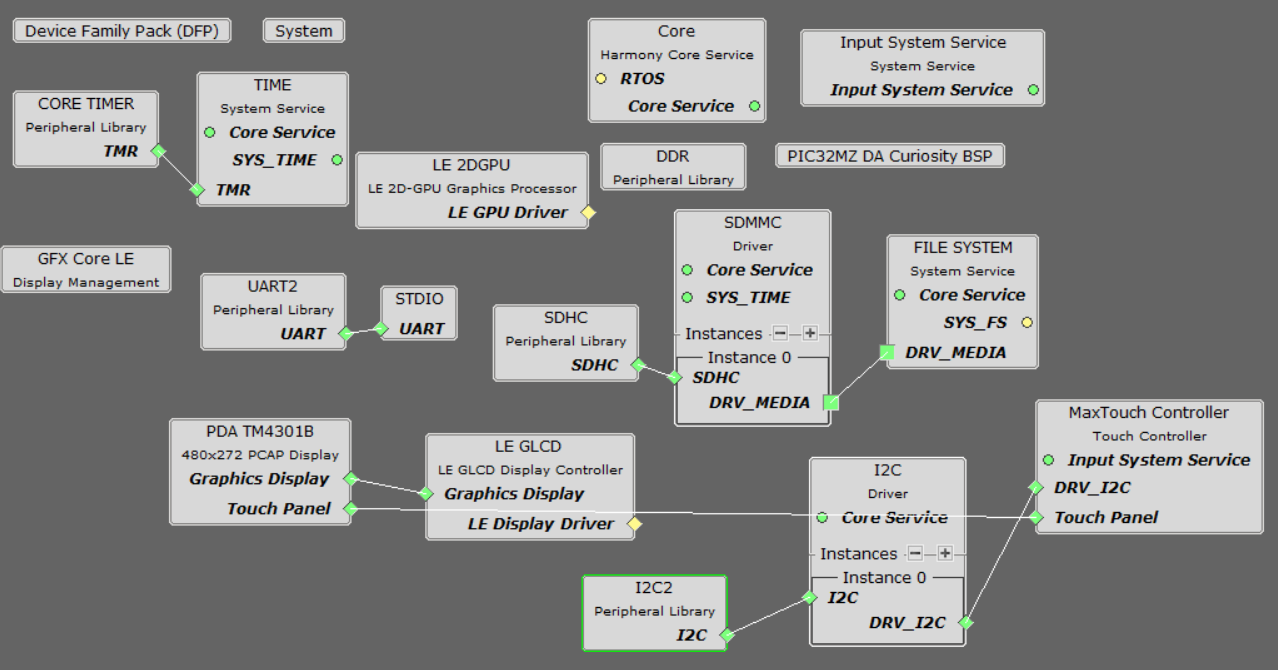 Device Family Pack (DFP)
System
Core
Harmony Core Service
RTOS
Core Service
Input System Service
System Service
Input System Service
CORE TIMER
Peripheral Library
TMR
TIME
System Service
Core Service
SYS_TIME
TMR
LE 2DGPU
LE 2D-GPU Graphics Processor
LE GPU Driver
DDR
Peripheral Library
PIC32MZ DA Curiosity BSP
GFX Core LE
Display Management
UART2
Peripheral Library
UART
STDIO
UART
SDHC
Peripheral Library
SDHC
SDMMC
Driver
Core Service
SYS_TIME
Instances
Instance 0
SDHC
DRV_MEDIA
FILE SYSTEM
System Service
Core Service
SYS_FS
DRV_MEDIA
PDA TM4301B
480x272 PCAP Display
Graphics Display
Touch Panel
LE GLCD
LE GLCD Display Controller
Graphics Display
LE Display Driver
I2C2
Peripheral Library
I2C
I2C
Driver
Core Service
Instances
Instance 0
I2C
DRV_I2C
MaxTouch Controller
Touch Controller
Input System Service
DRV_I2C
Touch Panel